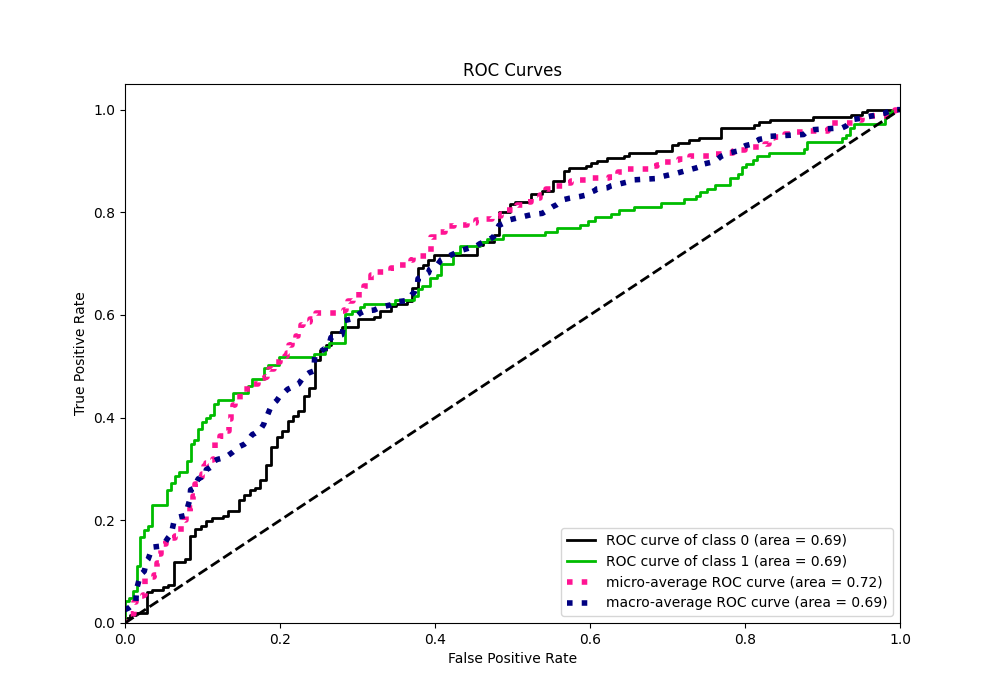 ROC Curves
True Positive Rate
1.0
0.8
0.6
0.4
0.2
0.0
0.0 0.2 0.4 0.6 0.8 1.0
False Positive Rate
ROC curve of class 0 (area = 0.69)
ROC curve of class 1 (area = 0.69)
micro-average ROC curve (area = 0.72)
macro-average ROC curve (area = 0.69)